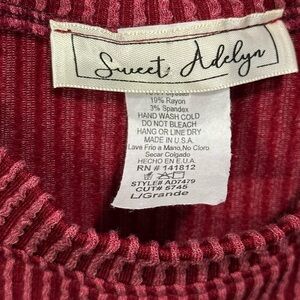 Sweet Adelyn
19% Rayon
3% Spandex
HAND WASH COLD
DO NOT BLEACH
HANG OR LINE DRY
MADE IN U.S.A.
Lave Frio a Mano,No Cloro
Secar Colgado
HECHO EN E.U.A.
RN # 141812
STYLE# AD7479
CUT# 5745
L/Grande